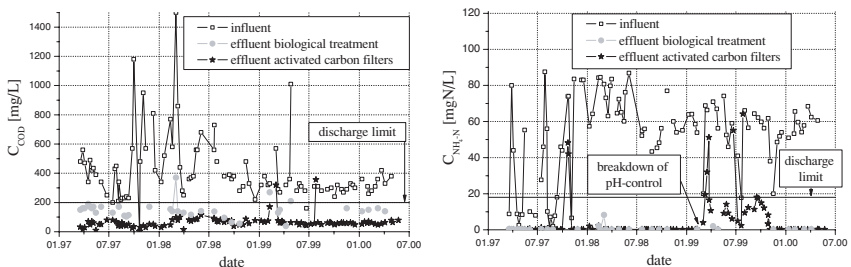 C_COD [mg/L]
1400
1200
1000
800
600
400
200
0
influent
effluent biological treatment
effluent activated carbon filters
discharge limit
01.97
07.97
01.98
07.98
01.99
07.99
01.00
07.00
date
C_NH4-N [mgN/L]
120
100
80
60
40
20
0
influent
effluent biological treatment
effluent activated carbon filters
breakdown of
pH-control
discharge
limit
01.97
07.97
01.98
07.98
01.99
07.99
01.00
07.00
date